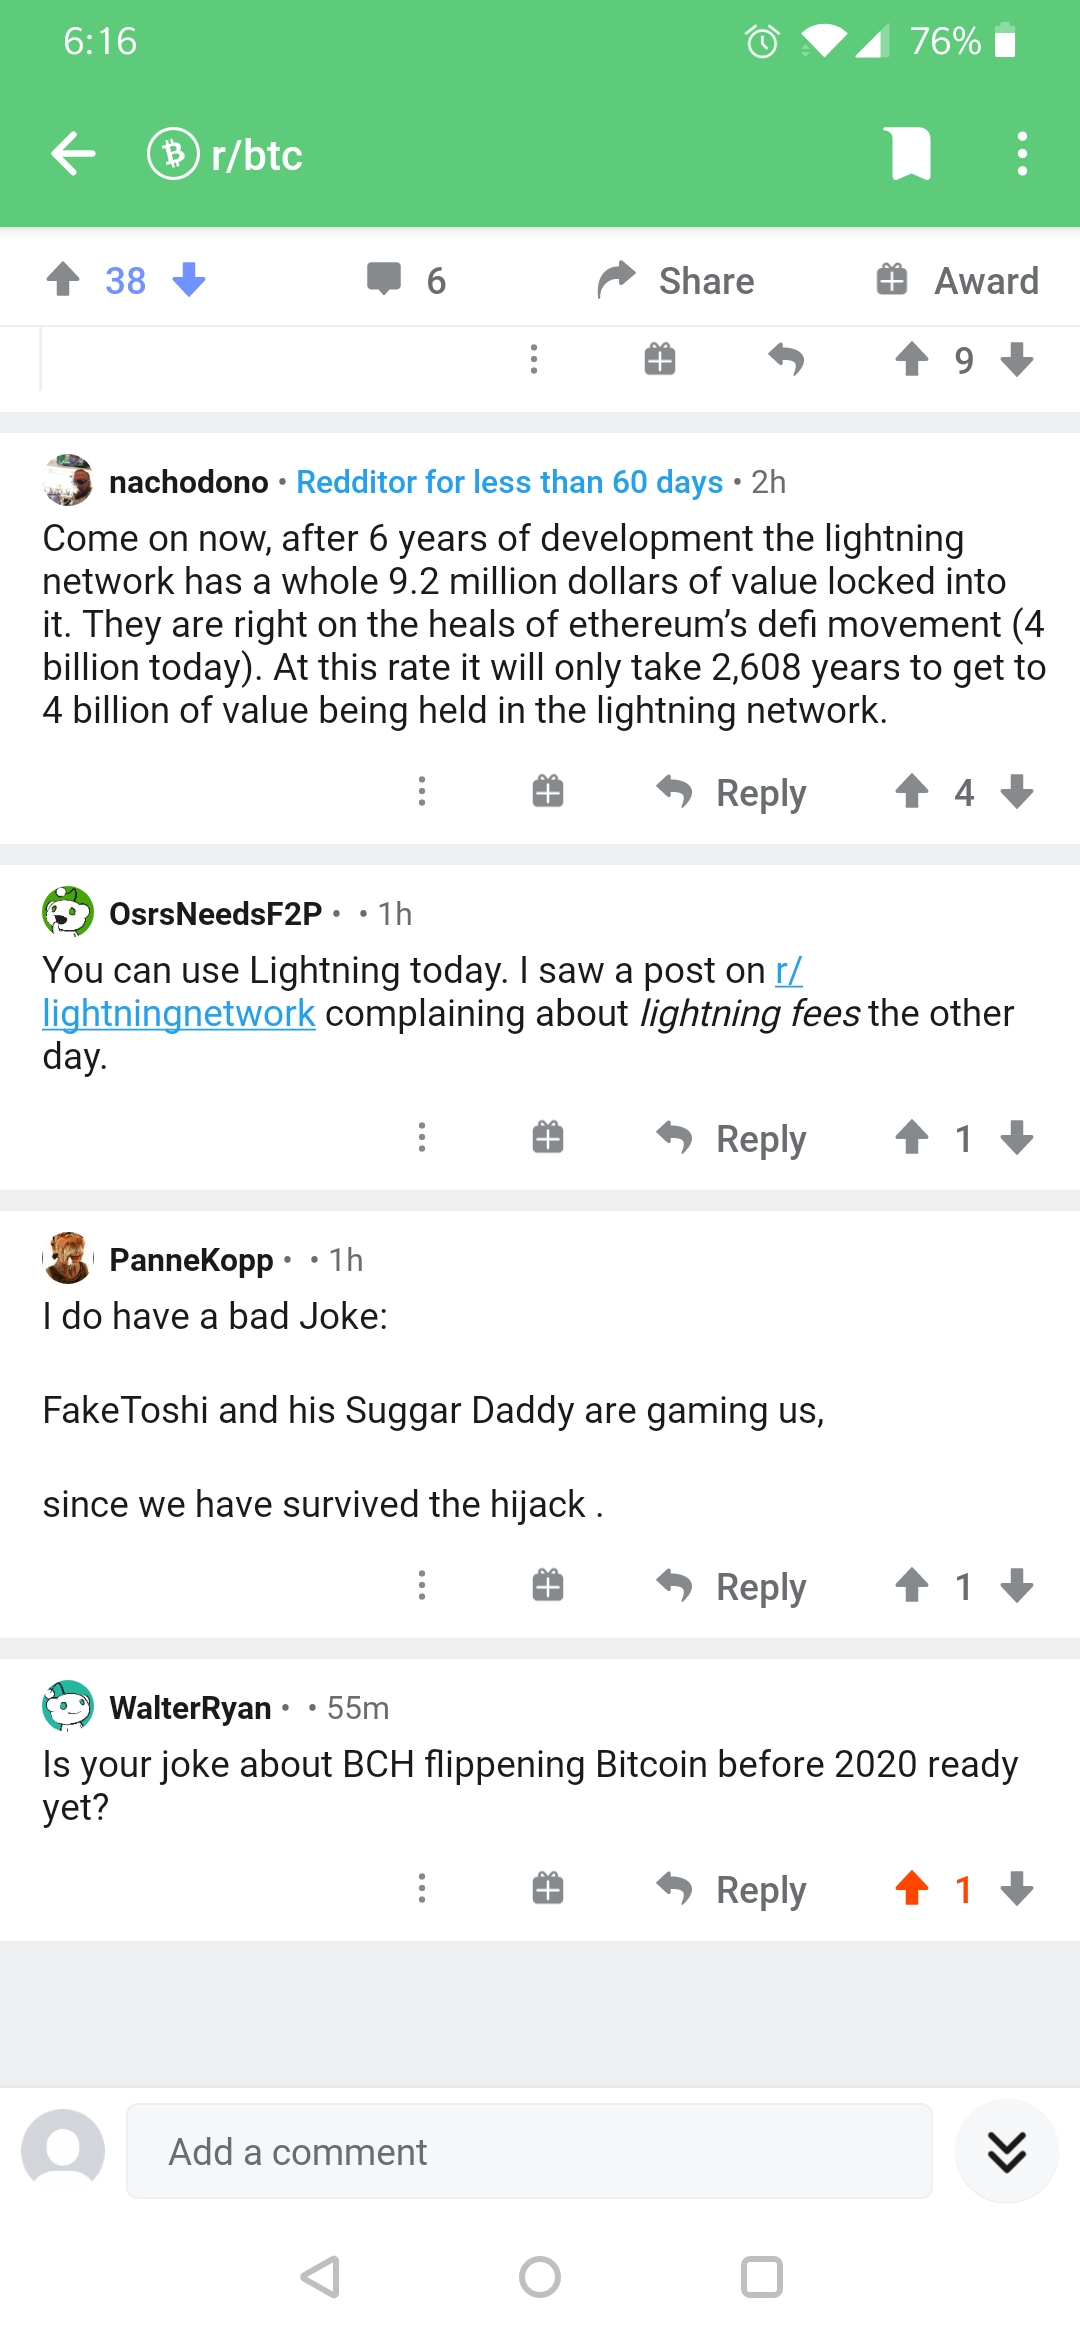 6:16
76%
r/btc
38
6
Share
Award
9
nachodono • Redditor for less than 60 days • 2h
Come on now, after 6 years of development the lightning
network has a whole 9.2 million dollars of value locked into
it. They are right on the heals of ethereum’s defi movement (4
billion today). At this rate it will only take 2,608 years to get to
4 billion of value being held in the lightning network.
Reply
4
OsrsNeedsF2P • • 1h
You can use Lightning today. I saw a post on r/
lightningnetwork complaining about lightning fees the other
day.
Reply
1
PanneKopp • • 1h
I do have a bad Joke:
FakeToshi and his Suggar Daddy are gaming us,
since we have survived the hijack .
Reply
1
WalterRyan • • 55m
Is your joke about BCH flippening Bitcoin before 2020 ready
yet?
Reply
1
Add a comment